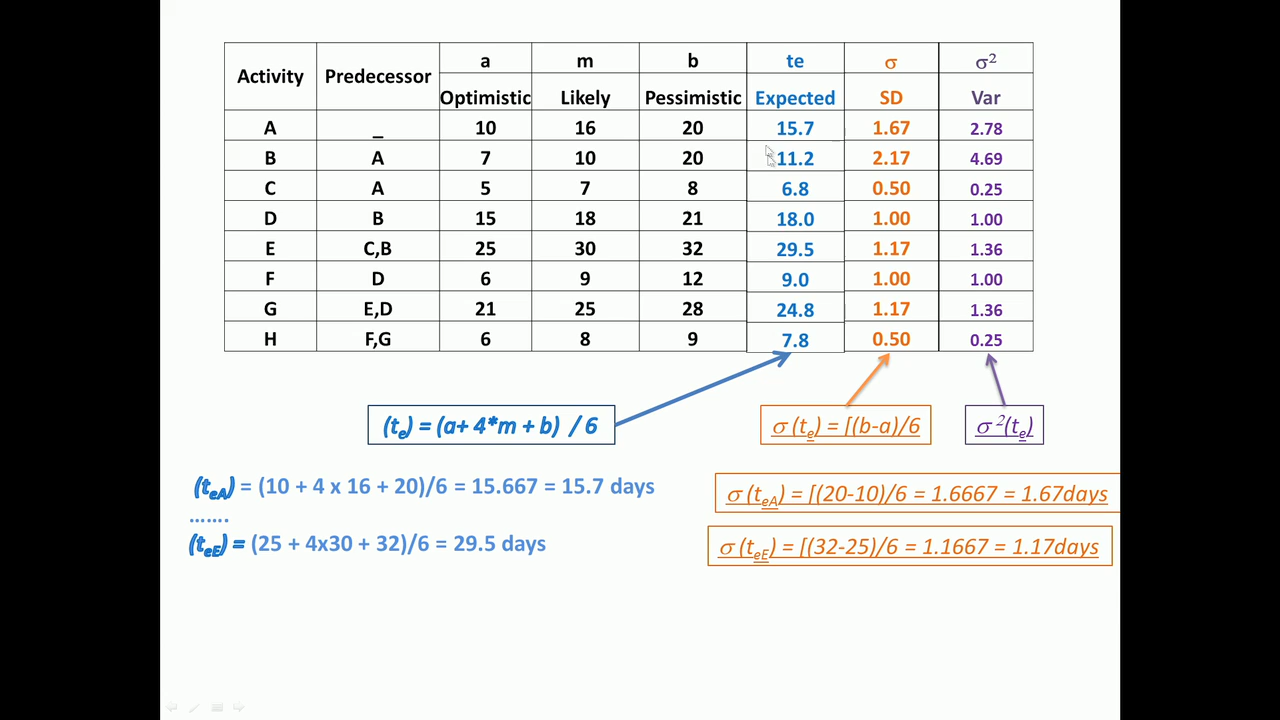 Activity Predecessor a m b te σ σ²
Optimistic Likely Pessimistic Expected SD Var
A _ 10 16 20 15.7 1.67 2.78
B A 7 10 20 11.2 2.17 4.69
C A 5 7 8 6.8 0.50 0.25
D B 15 18 21 18.0 1.00 1.00
E C,B 25 30 32 29.5 1.17 1.36
F D 6 9 12 9.0 1.00 1.00
G E,D 21 25 28 24.8 1.17 1.36
H F,G 6 8 9 7.8 0.50 0.25
(te) = (a+ 4*m + b) / 6
σ (te) = [(b-a)/6
σ ²(te)
(teA) = (10 + 4 x 16 + 20)/6 = 15.667 = 15.7 days
σ (teA) = [(20-10)/6 = 1.6667 = 1.67days
.......
(teE) = (25 + 4x30 + 32)/6 = 29.5 days
σ (teE) = [(32-25)/6 = 1.1667 = 1.17days